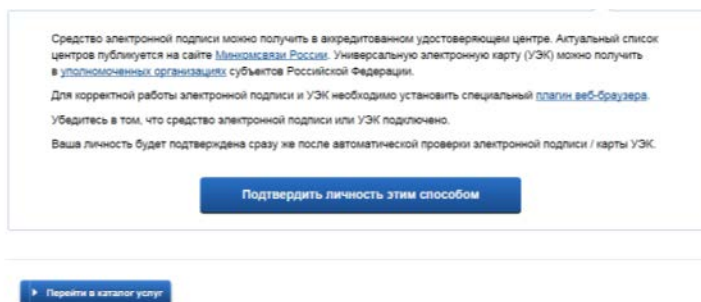 Средство электронной подписи можно получить в аккредитованном удостоверяющем центре. Актуальный список
центров публикуется на сайте Минкомсвязи России. Универсальную электронную карту (УЭК) можно получить
в уполномоченных организациях субъектов Российской Федерации.
Для корректной работы электронной подписи и УЭК необходимо установить специальный плагин веб-браузера.
Убедитесь в том, что средство электронной подписи или УЭК подключено.
Ваша личность будет подтверждена сразу же после автоматической проверки электронной подписи / карты УЭК.
Подтвердить личность этим способом
Перейти в каталог услуг